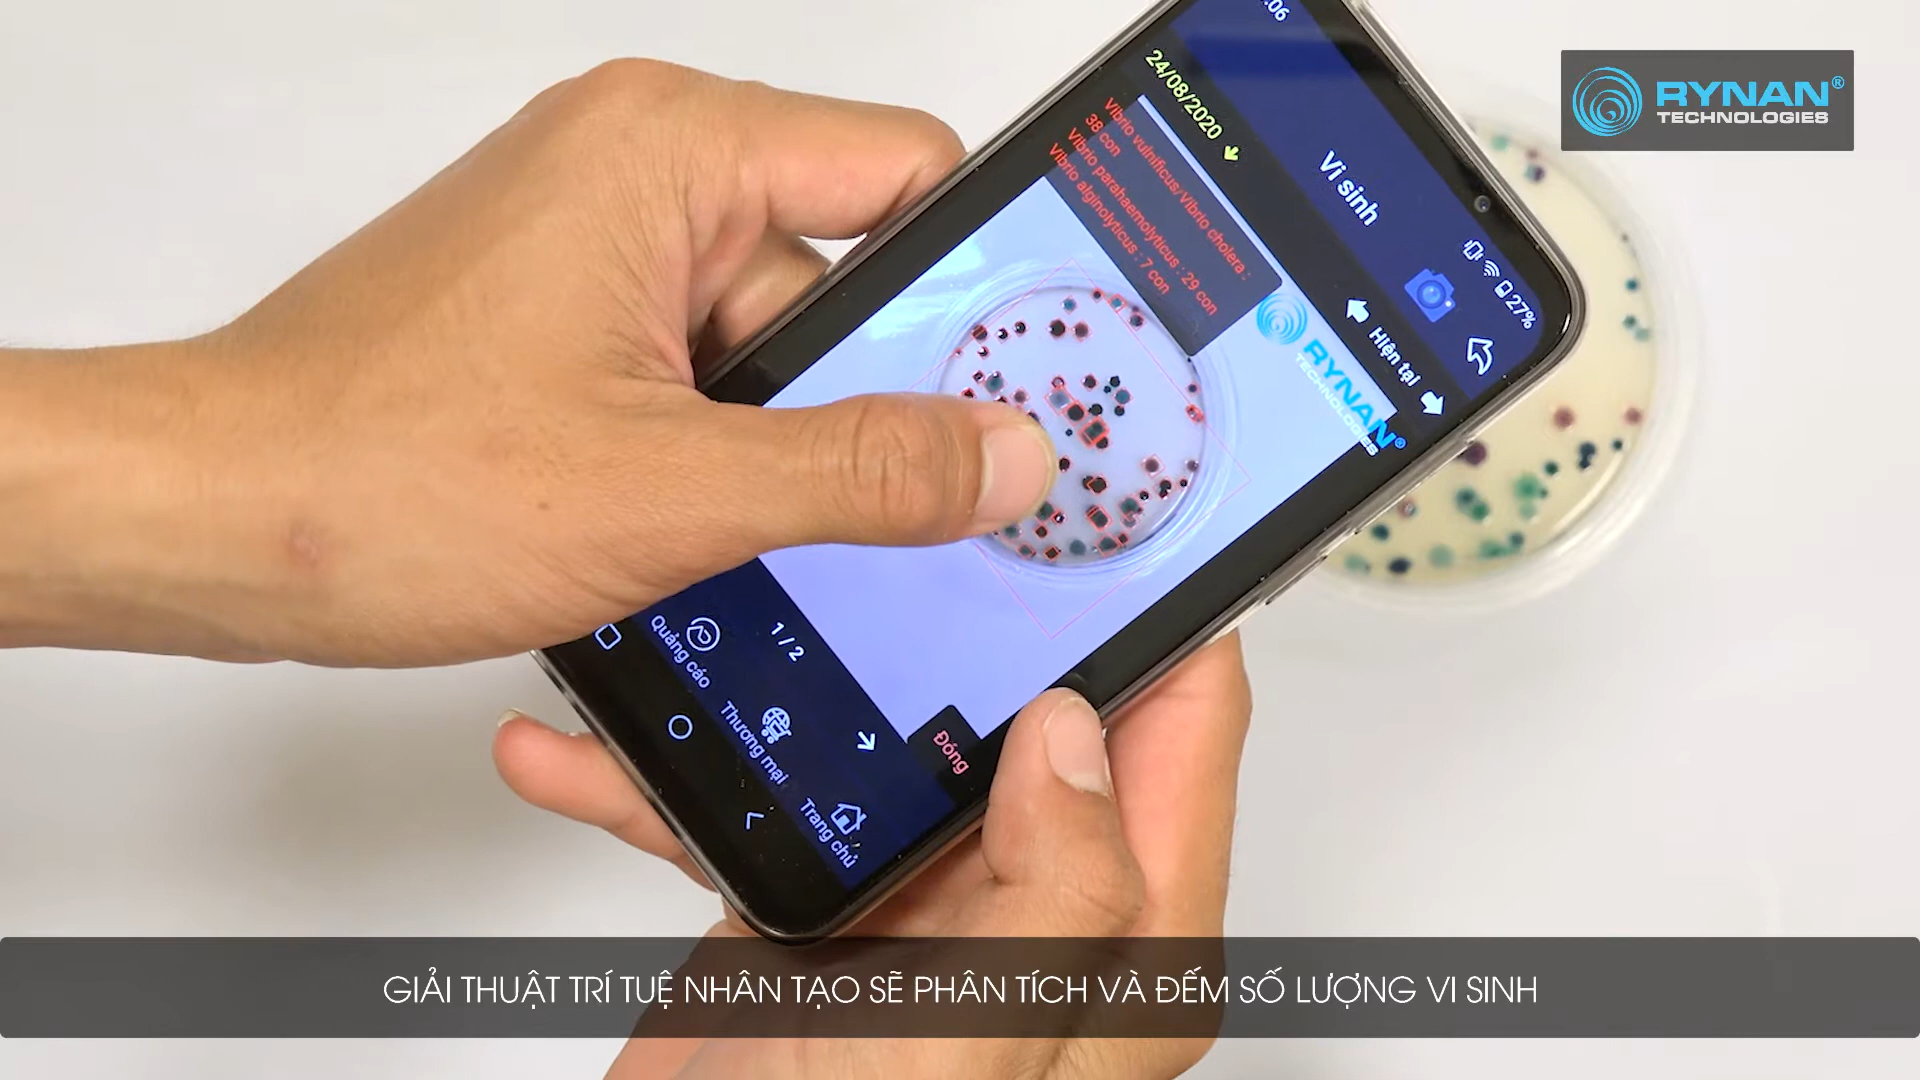 :06
27%
Vi sinh
24/08/2020
Hiện tại
Vibrio vulnificus/Vibrio cholera :
38 con
Vibrio parahaemolyticus : 29 con
Vibrio alginolyticus : 7 con
RYNAN®
TECHNOLOGIES
1 / 2
Đóng
Quảng cáo
Thương mại
Trang chủ
RYNAN®
TECHNOLOGIES
GIẢI THUẬT TRÍ TUỆ NHÂN TẠO SẼ PHÂN TÍCH VÀ ĐẾM SỐ LƯỢNG VI SINH